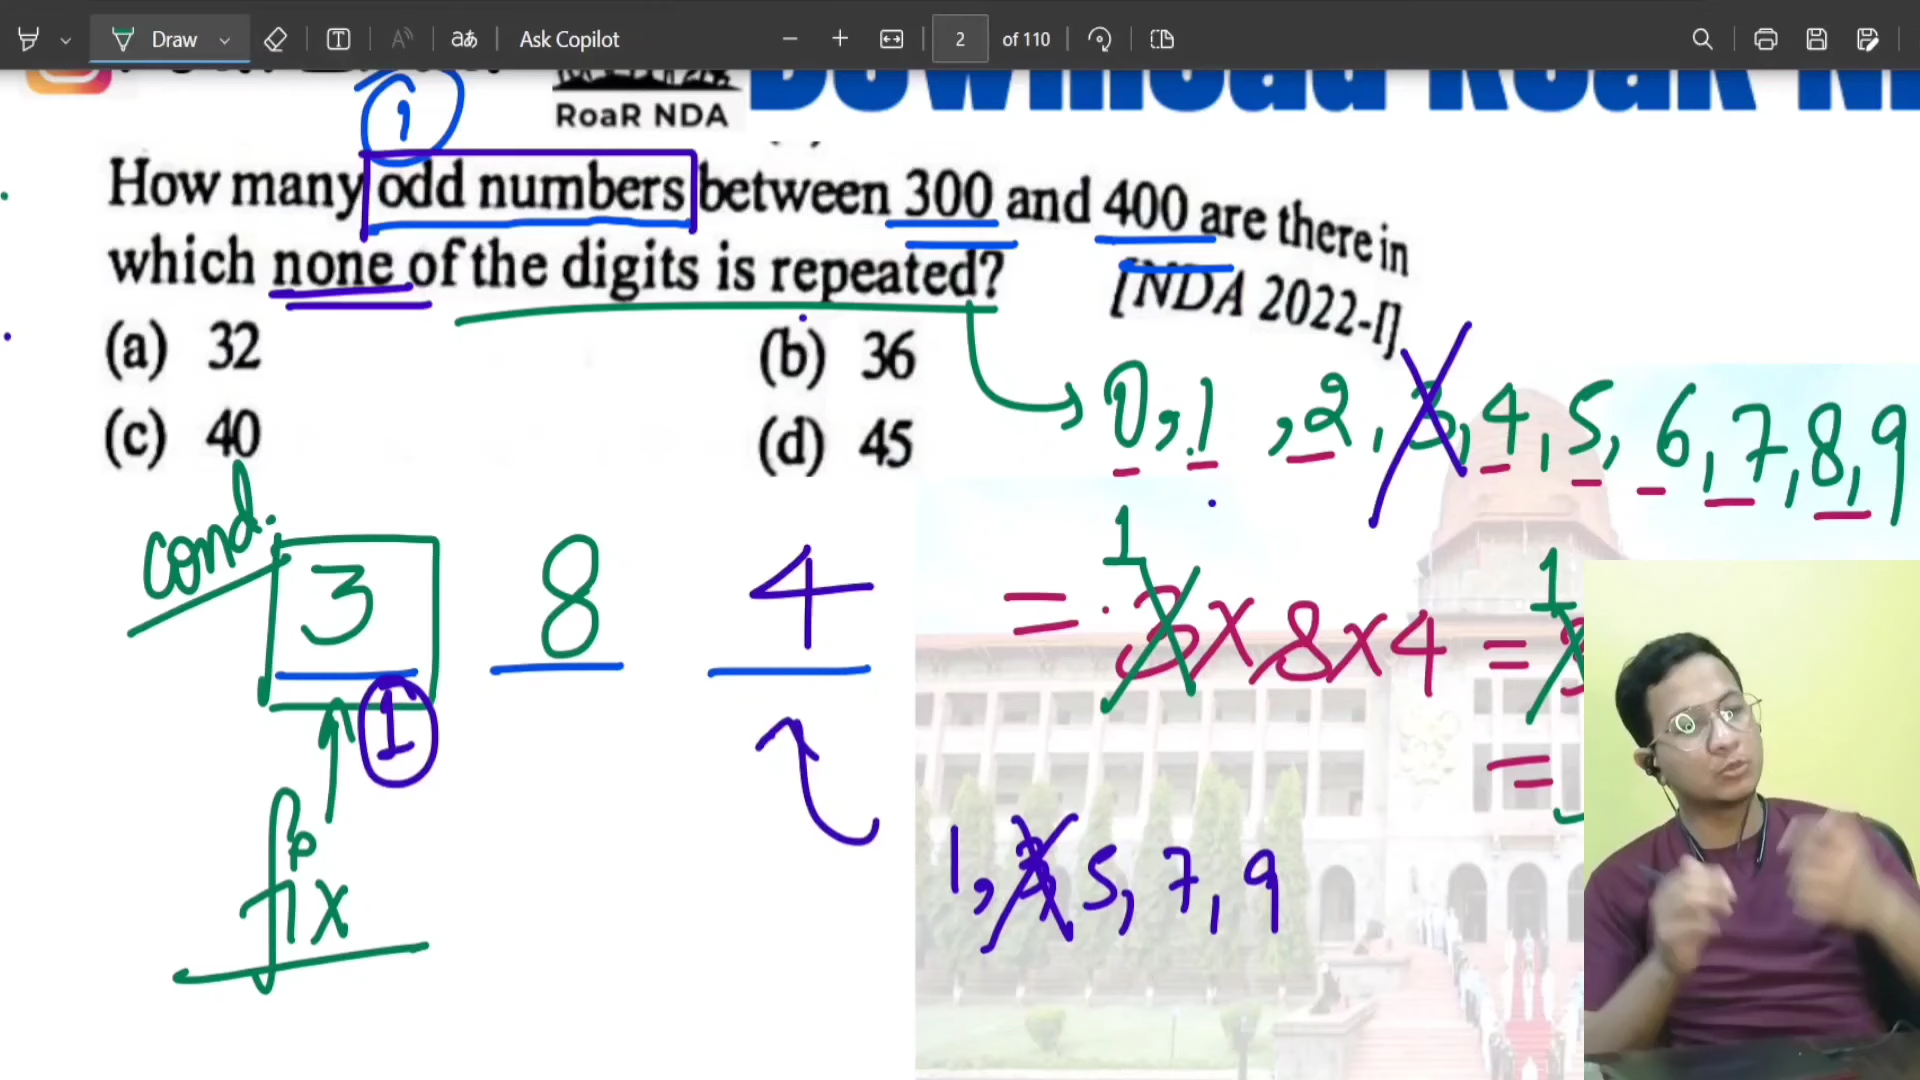 Draw
Ask Copilot
2 of 110
Download RoaR
RoaR NDA
1
How many odd numbers between 300 and 400 are there in
which none of the digits is repeated?
[NDA 2022-I]
(a) 32
(b) 36
(c) 40
(d) 45
0, 1, 2, 3, 4, 5, 6, 7, 8, 9
cond.
3 8 4
1
= 3 × 8 × 4 =
1
1
=
fix
1, 3, 5, 7, 9